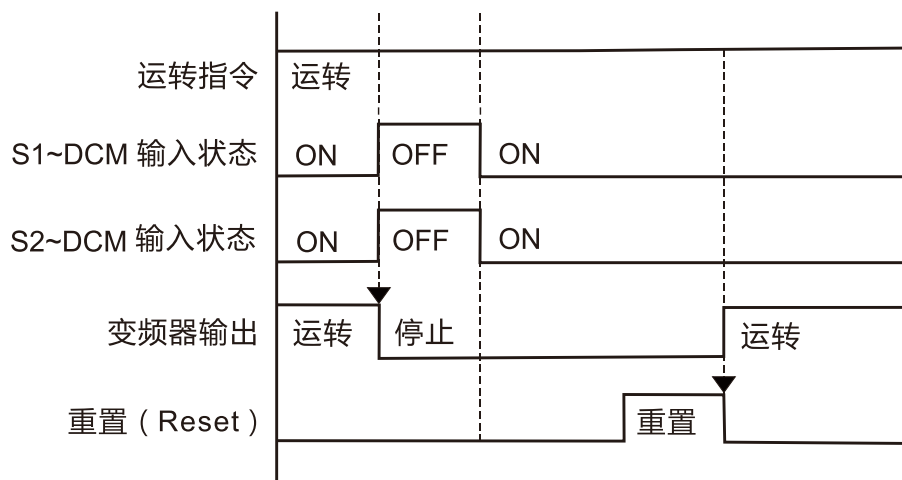 运转指令 运转
S1~DCM 输入状态 ON OFF ON
S2~DCM 输入状态 ON OFF ON
变频器输出 运转 停止 运转
重置（Reset） 重置